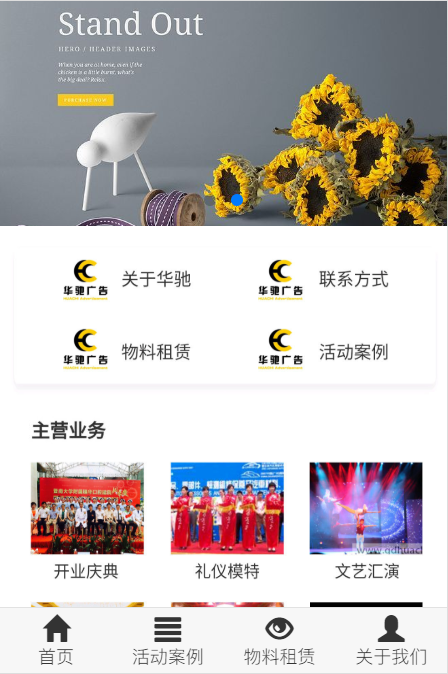 Stand Out
HERO / HEADER IMAGES
When you are at home, even if the
chicken is a little burnt, what's
the big deal? Relax.
PURCHASE NOW
华驰广告 关于华驰
华驰广告 联系方式
华驰广告 物料租赁
华驰广告 活动案例
主营业务
开业庆典
礼仪模特
文艺汇演
首页
活动案例
物料租赁
关于我们